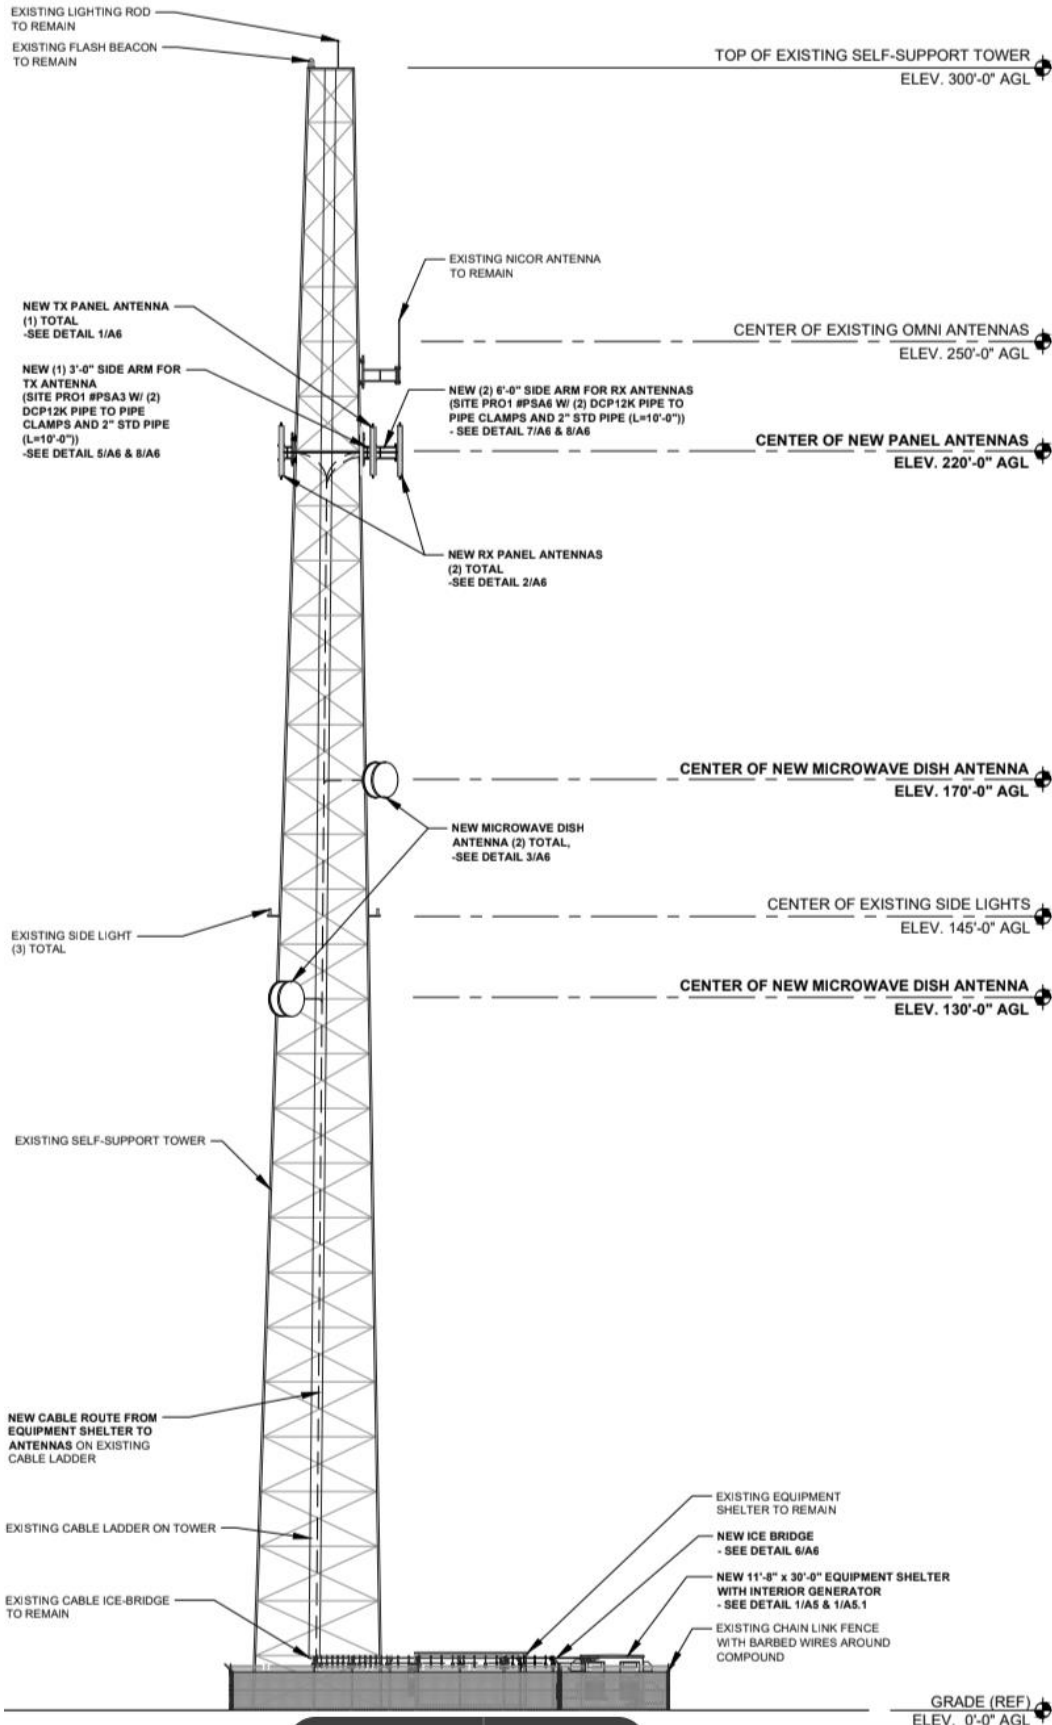 EXISTING LIGHTING ROD
TO REMAIN
EXISTING FLASH BEACON
TO REMAIN
TOP OF EXISTING SELF-SUPPORT TOWER
ELEV. 300'-0" AGL
EXISTING NICOR ANTENNA
TO REMAIN
NEW TX PANEL ANTENNA
(1) TOTAL
-SEE DETAIL 1/A6
CENTER OF EXISTING OMNI ANTENNAS
ELEV. 250'-0" AGL
NEW (1) 3'-0" SIDE ARM FOR
TX ANTENNA
(SITE PRO1 #PSA3 W/ (2)
DCP12K PIPE TO PIPE
CLAMPS AND 2" STD PIPE
(L=10'-0"))
-SEE DETAIL 5/A6 & 8/A6
NEW (2) 6'-0" SIDE ARM FOR RX ANTENNAS
(SITE PRO1 #PSA6 W/ (2) DCP12K PIPE TO
PIPE CLAMPS AND 2" STD PIPE (L=10'-0"))
- SEE DETAIL 7/A6 & 8/A6
CENTER OF NEW PANEL ANTENNAS
ELEV. 220'-0" AGL
NEW RX PANEL ANTENNAS
(2) TOTAL
-SEE DETAIL 2/A6
CENTER OF NEW MICROWAVE DISH ANTENNA
ELEV. 170'-0" AGL
NEW MICROWAVE DISH
ANTENNA (2) TOTAL,
-SEE DETAIL 3/A6
CENTER OF EXISTING SIDE LIGHTS
ELEV. 145'-0" AGL
EXISTING SIDE LIGHT
(3) TOTAL
CENTER OF NEW MICROWAVE DISH ANTENNA
ELEV. 130'-0" AGL
EXISTING SELF-SUPPORT TOWER
NEW CABLE ROUTE FROM
EQUIPMENT SHELTER TO
ANTENNAS ON EXISTING
CABLE LADDER
EXISTING CABLE LADDER ON TOWER
EXISTING CABLE ICE-BRIDGE
TO REMAIN
EXISTING EQUIPMENT
SHELTER TO REMAIN
NEW ICE BRIDGE
- SEE DETAIL 6/A6
NEW 11'-8" x 30'-0" EQUIPMENT SHELTER
WITH INTERIOR GENERATOR
- SEE DETAIL 1/A5 & 1/A5.1
EXISTING CHAIN LINK FENCE
WITH BARBED WIRES AROUND
COMPOUND
GRADE (REF)
ELEV. 0'-0" AGL